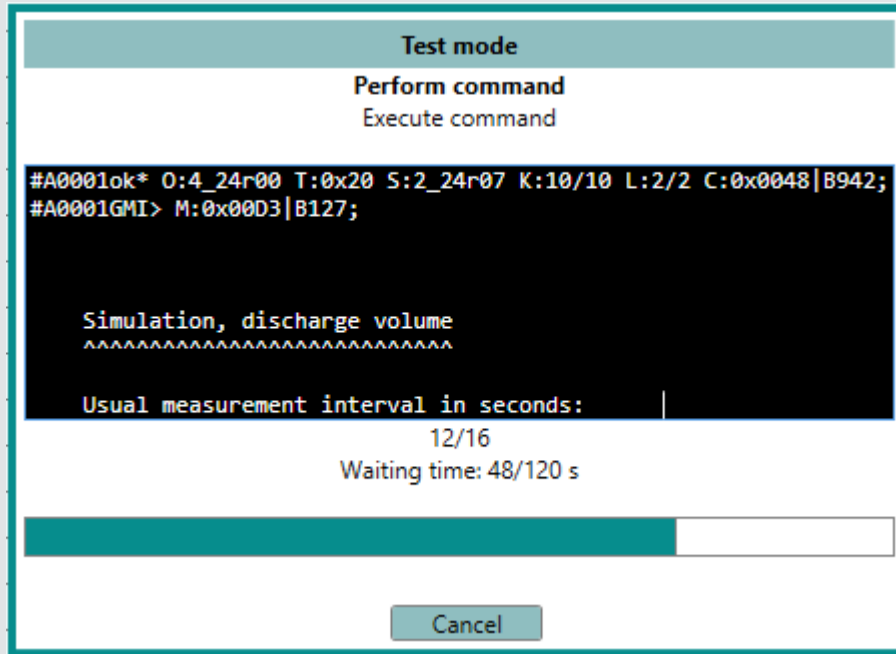 Test mode
Perform command
Execute command
#A0001ok* O:4_24r00 T:0x20 S:2_24r07 K:10/10 L:2/2 C:0x0048|B942;
#A0001GMI> M:0x00D3|B127;
Simulation, discharge volume
^^^^^^^^^^^^^^^^^^^^^^^^^^^^
Usual measurement interval in seconds:
12/16
Waiting time: 48/120 s
Cancel